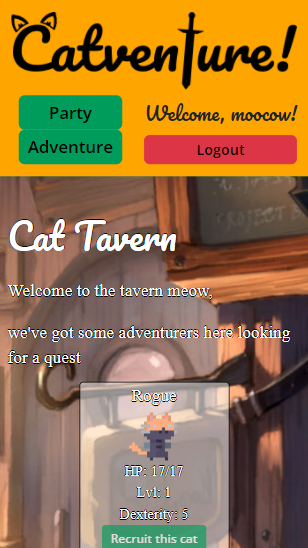 Catventure!
Party
Welcome, moocow!
Adventure
Logout
Cat Tavern
Welcome to the tavern meow,
we've got some adventurers here looking
for a quest
Rogue
HP: 17/17
Lvl: 1
Dexterity: 5
Recruit this cat